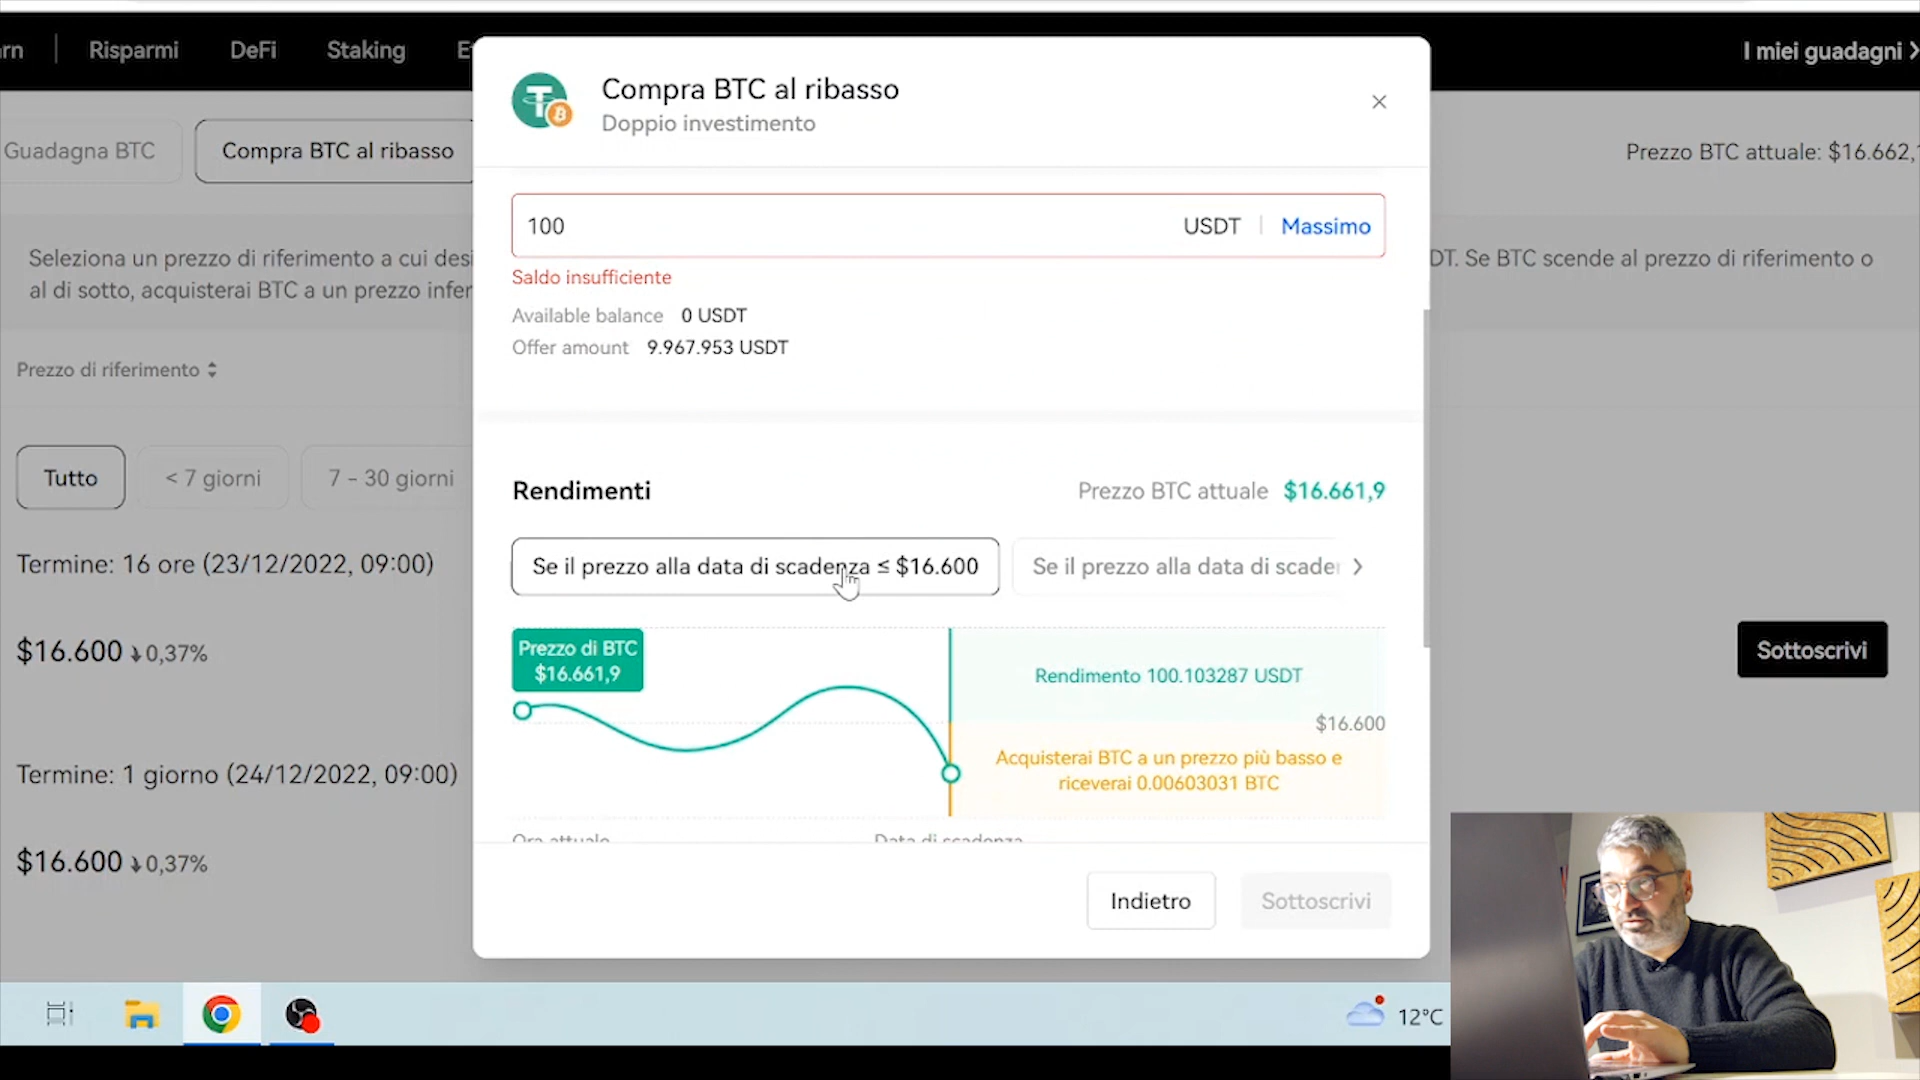 Risparmi
DeFi
Staking
I miei guadagni
Guadagna BTC
Compra BTC al ribasso
Prezzo BTC attuale: $16.662,
Seleziona un prezzo di riferimento a cui
DT. Se BTC scende al prezzo di riferimento o
al di sotto, acquisterai BTC a un prezzo
Prezzo di riferimento
Tutto
< 7 giorni
7 - 30 giorni
Termine: 16 ore (23/12/2022, 09:00)
$16.600 0,37%
Sottoscrivi
Termine: 1 giorno (24/12/2022, 09:00)
$16.600 0,37%
Compra BTC al ribasso
Doppio investimento
100
USDT
Massimo
Saldo insufficiente
Available balance 0 USDT
Offer amount 9.967.953 USDT
Rendimenti
Prezzo BTC attuale $16.661,9
Se il prezzo alla data di scadenza ≤ $16.600
Se il prezzo alla data di
Prezzo di BTC
$16.661,9
Rendimento 100.103287 USDT
$16.600
Acquisterai BTC a un prezzo più basso e
riceverai 0.00603031 BTC
Ora attuale
Data di scadenza
Indietro
Sottoscrivi
12°C